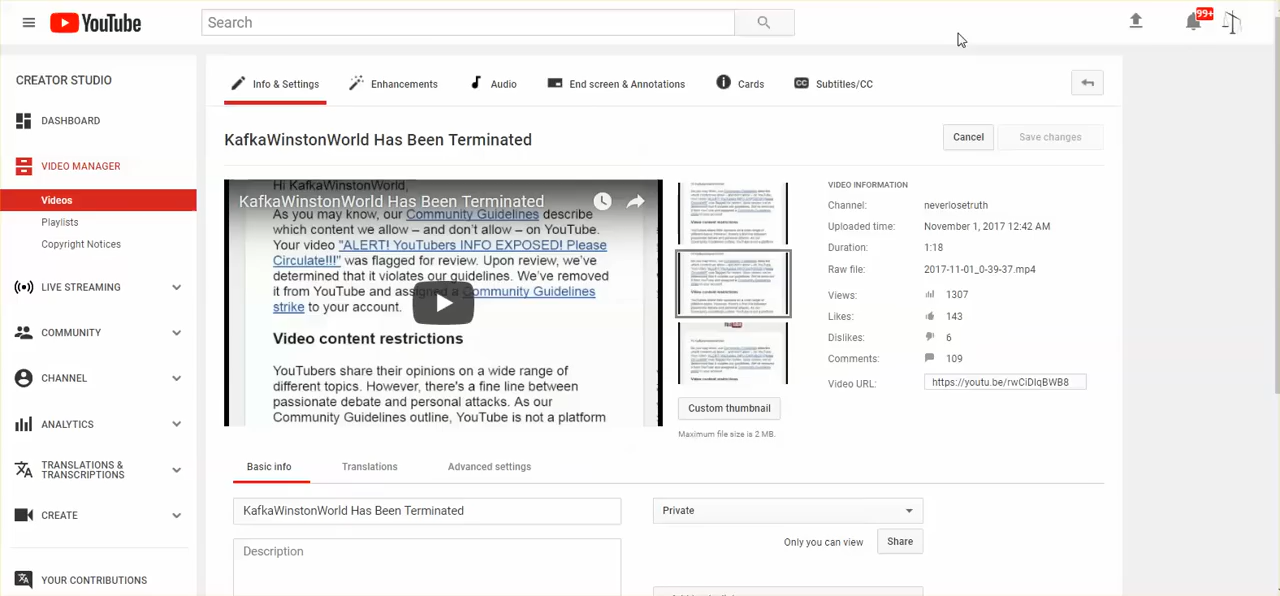 YouTube
Search
99+
CREATOR STUDIO
DASHBOARD
VIDEO MANAGER
Videos
Playlists
Copyright Notices
LIVE STREAMING
COMMUNITY
CHANNEL
ANALYTICS
TRANSLATIONS &
TRANSCRIPTIONS
CREATE
YOUR CONTRIBUTIONS
Info & Settings
Enhancements
Audio
End screen & Annotations
Cards
CC Subtitles/CC
KafkaWinstonWorld Has Been Terminated
Cancel
Save changes
Hi KafkaWinstonWorld,
KafkaWinstonWorld Has Been Terminated
As you may know, our Community Guidelines describe
which content we allow – and don't allow – on YouTube.
Your video "ALERT! YouTubers INFO EXPOSED! Please
Circulate!!!" was flagged for review. Upon review, we've
determined that it violates our guidelines. We've removed
it from YouTube and assigned a Community Guidelines
strike to your account.
Video content restrictions
YouTubers share their opinions on a wide range of
different topics. However, there's a fine line between
passionate debate and personal attacks. As our
Community Guidelines outline, YouTube is not a platform
Custom thumbnail
Maximum file size is 2 MB.
VIDEO INFORMATION
Channel: neverlosetruth
Uploaded time: November 1, 2017 12:42 AM
Duration: 1:18
Raw file: 2017-11-01_0-39-37.mp4
Views: 1307
Likes: 143
Dislikes: 6
Comments: 109
Video URL: https://youtu.be/rwCiDlqBWB8
Basic info
Translations
Advanced settings
KafkaWinstonWorld Has Been Terminated
Private
Description
Only you can view
Share